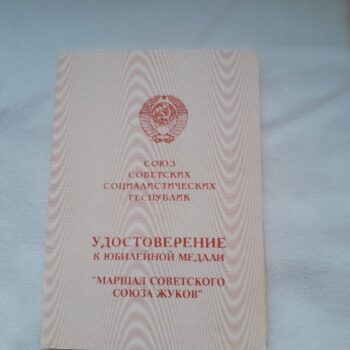 СОЮЗ
СОВЕТСКИХ
СОЦИАЛИСТИЧЕСКИХ
РЕСПУБЛИК
УДОСТОВЕРЕНИЕ
К ЮБИЛЕЙНОЙ МЕДАЛИ
"МАРШАЛ СОВЕТСКОГО
СОЮЗА ЖУКОВ"